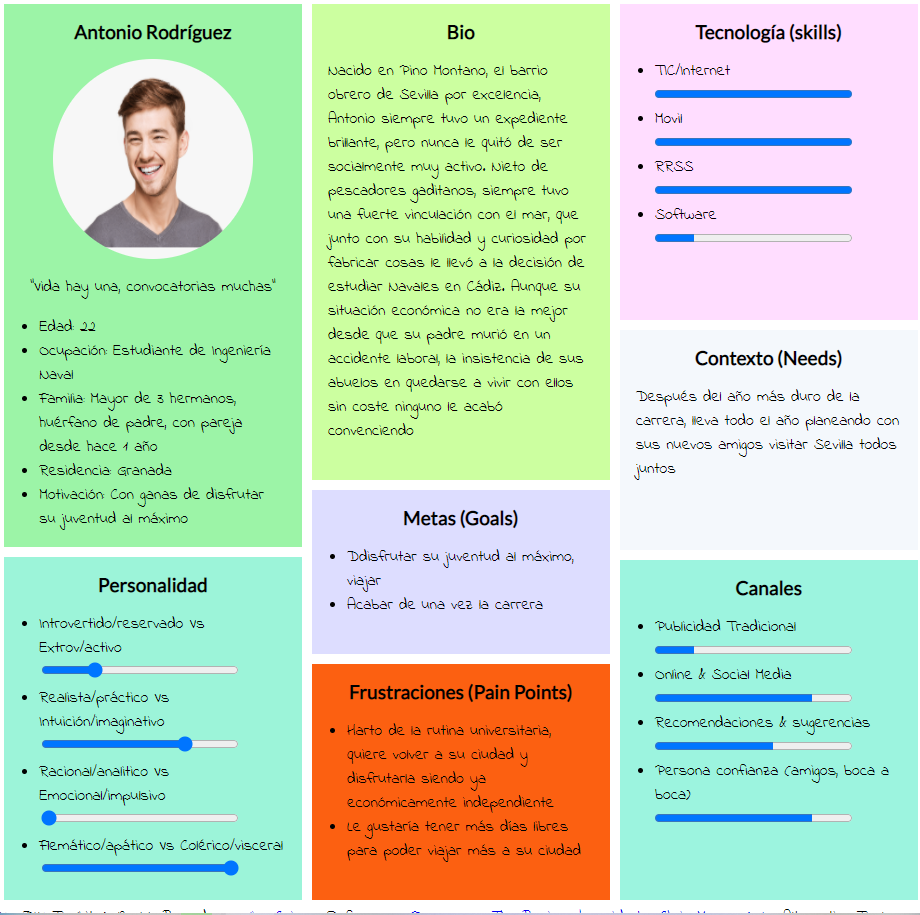 Antonio Rodríguez
"Vida hay una, convocatorias muchas"
Edad: 22
Ocupación: Estudiante de Ingeniería
Naval
Familia: Mayor de 3 hermanos,
huérfano de padre, con pareja
desde hace 1 año
Residencia: Granada
Motivación: Con ganas de disfrutar
su juventud al máximo
Personalidad
Introvertido/reservado Vs
Extrov/activo
Realista/práctico Vs
Intuición/imaginativo
Racional/analítico Vs
Emocional/impulsivo
Flemático/apático Vs Colérico/visceral
Bio
Nacido en Pino Montano, el barrio
obrero de Sevilla por excelencia,
Antonio siempre tuvo un expediente
brillante, pero nunca le quitó de ser
socialmente muy activo. Nieto de
pescadores gaditanos, siempre tuvo
una fuerte vinculación con el mar, que
junto con su habilidad y curiosidad por
fabricar cosas le llevó a la decisión de
estudiar Navales en Cádiz. Aunque su
situación económica no era la mejor
desde que su padre murió en un
accidente laboral, la insistencia de sus
abuelos en quedarse a vivir con ellos
sin coste ninguno le acabó
convenciendo
Metas (Goals)
Ddisfrutar su juventud al máximo,
viajar
Acabar de una vez la carrera
Frustraciones (Pain Points)
Harto de la rutina universitaria,
quiere volver a su ciudad y
disfrutarla siendo ya
económicamente independiente
Le gustaría tener más días libres
para poder viajar más a su ciudad
Tecnología (skills)
TIC/Internet
Movil
RRSS
Software
Contexto (Needs)
Después del año más duro de la
carrera, lleva todo el año planeando con
sus nuevos amigos visitar Sevilla todos
juntos
Canales
Publicidad Tradicional
Online & Social Media
Recomendaciones & sugerencias
Persona confianza (amigos, boca a
boca)